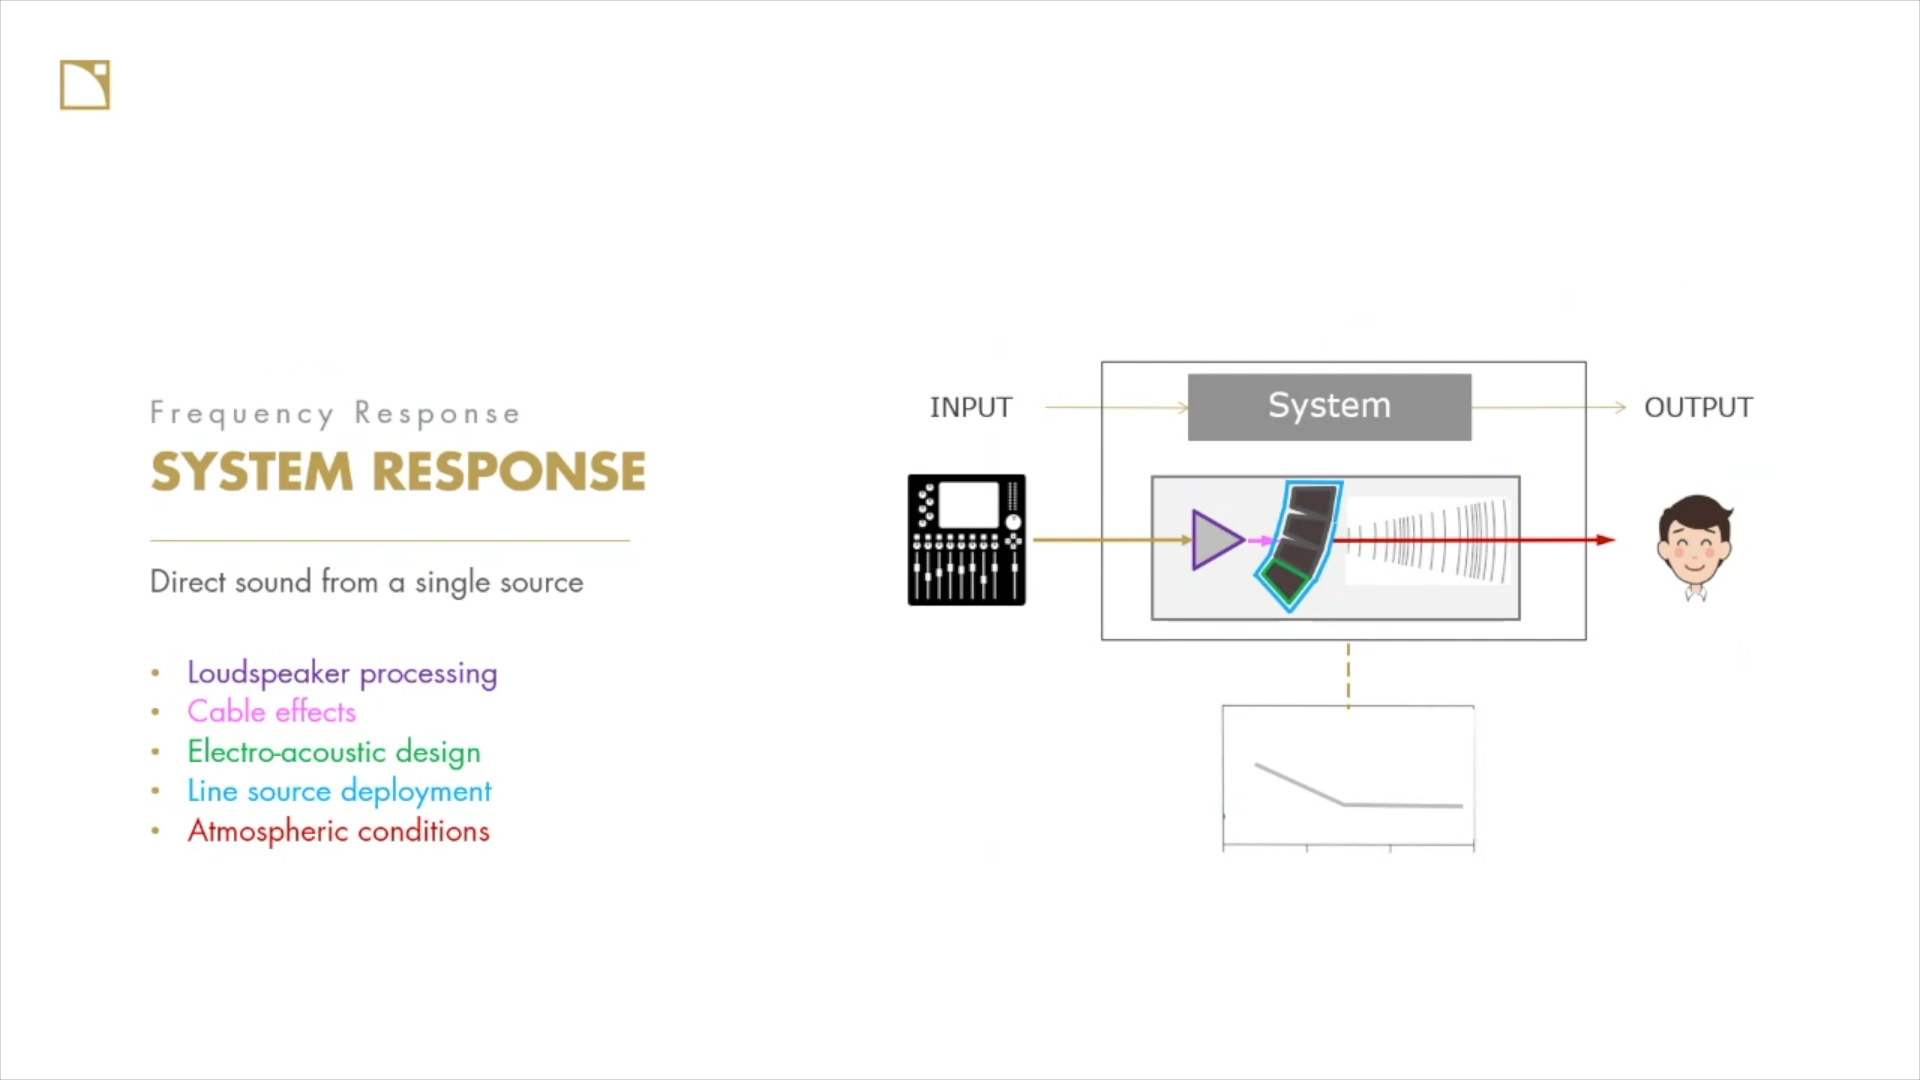 Frequency Response
SYSTEM RESPONSE
Direct sound from a single source
• Loudspeaker processing
• Cable effects
• Electro-acoustic design
• Line source deployment
• Atmospheric conditions
INPUT
System
OUTPUT